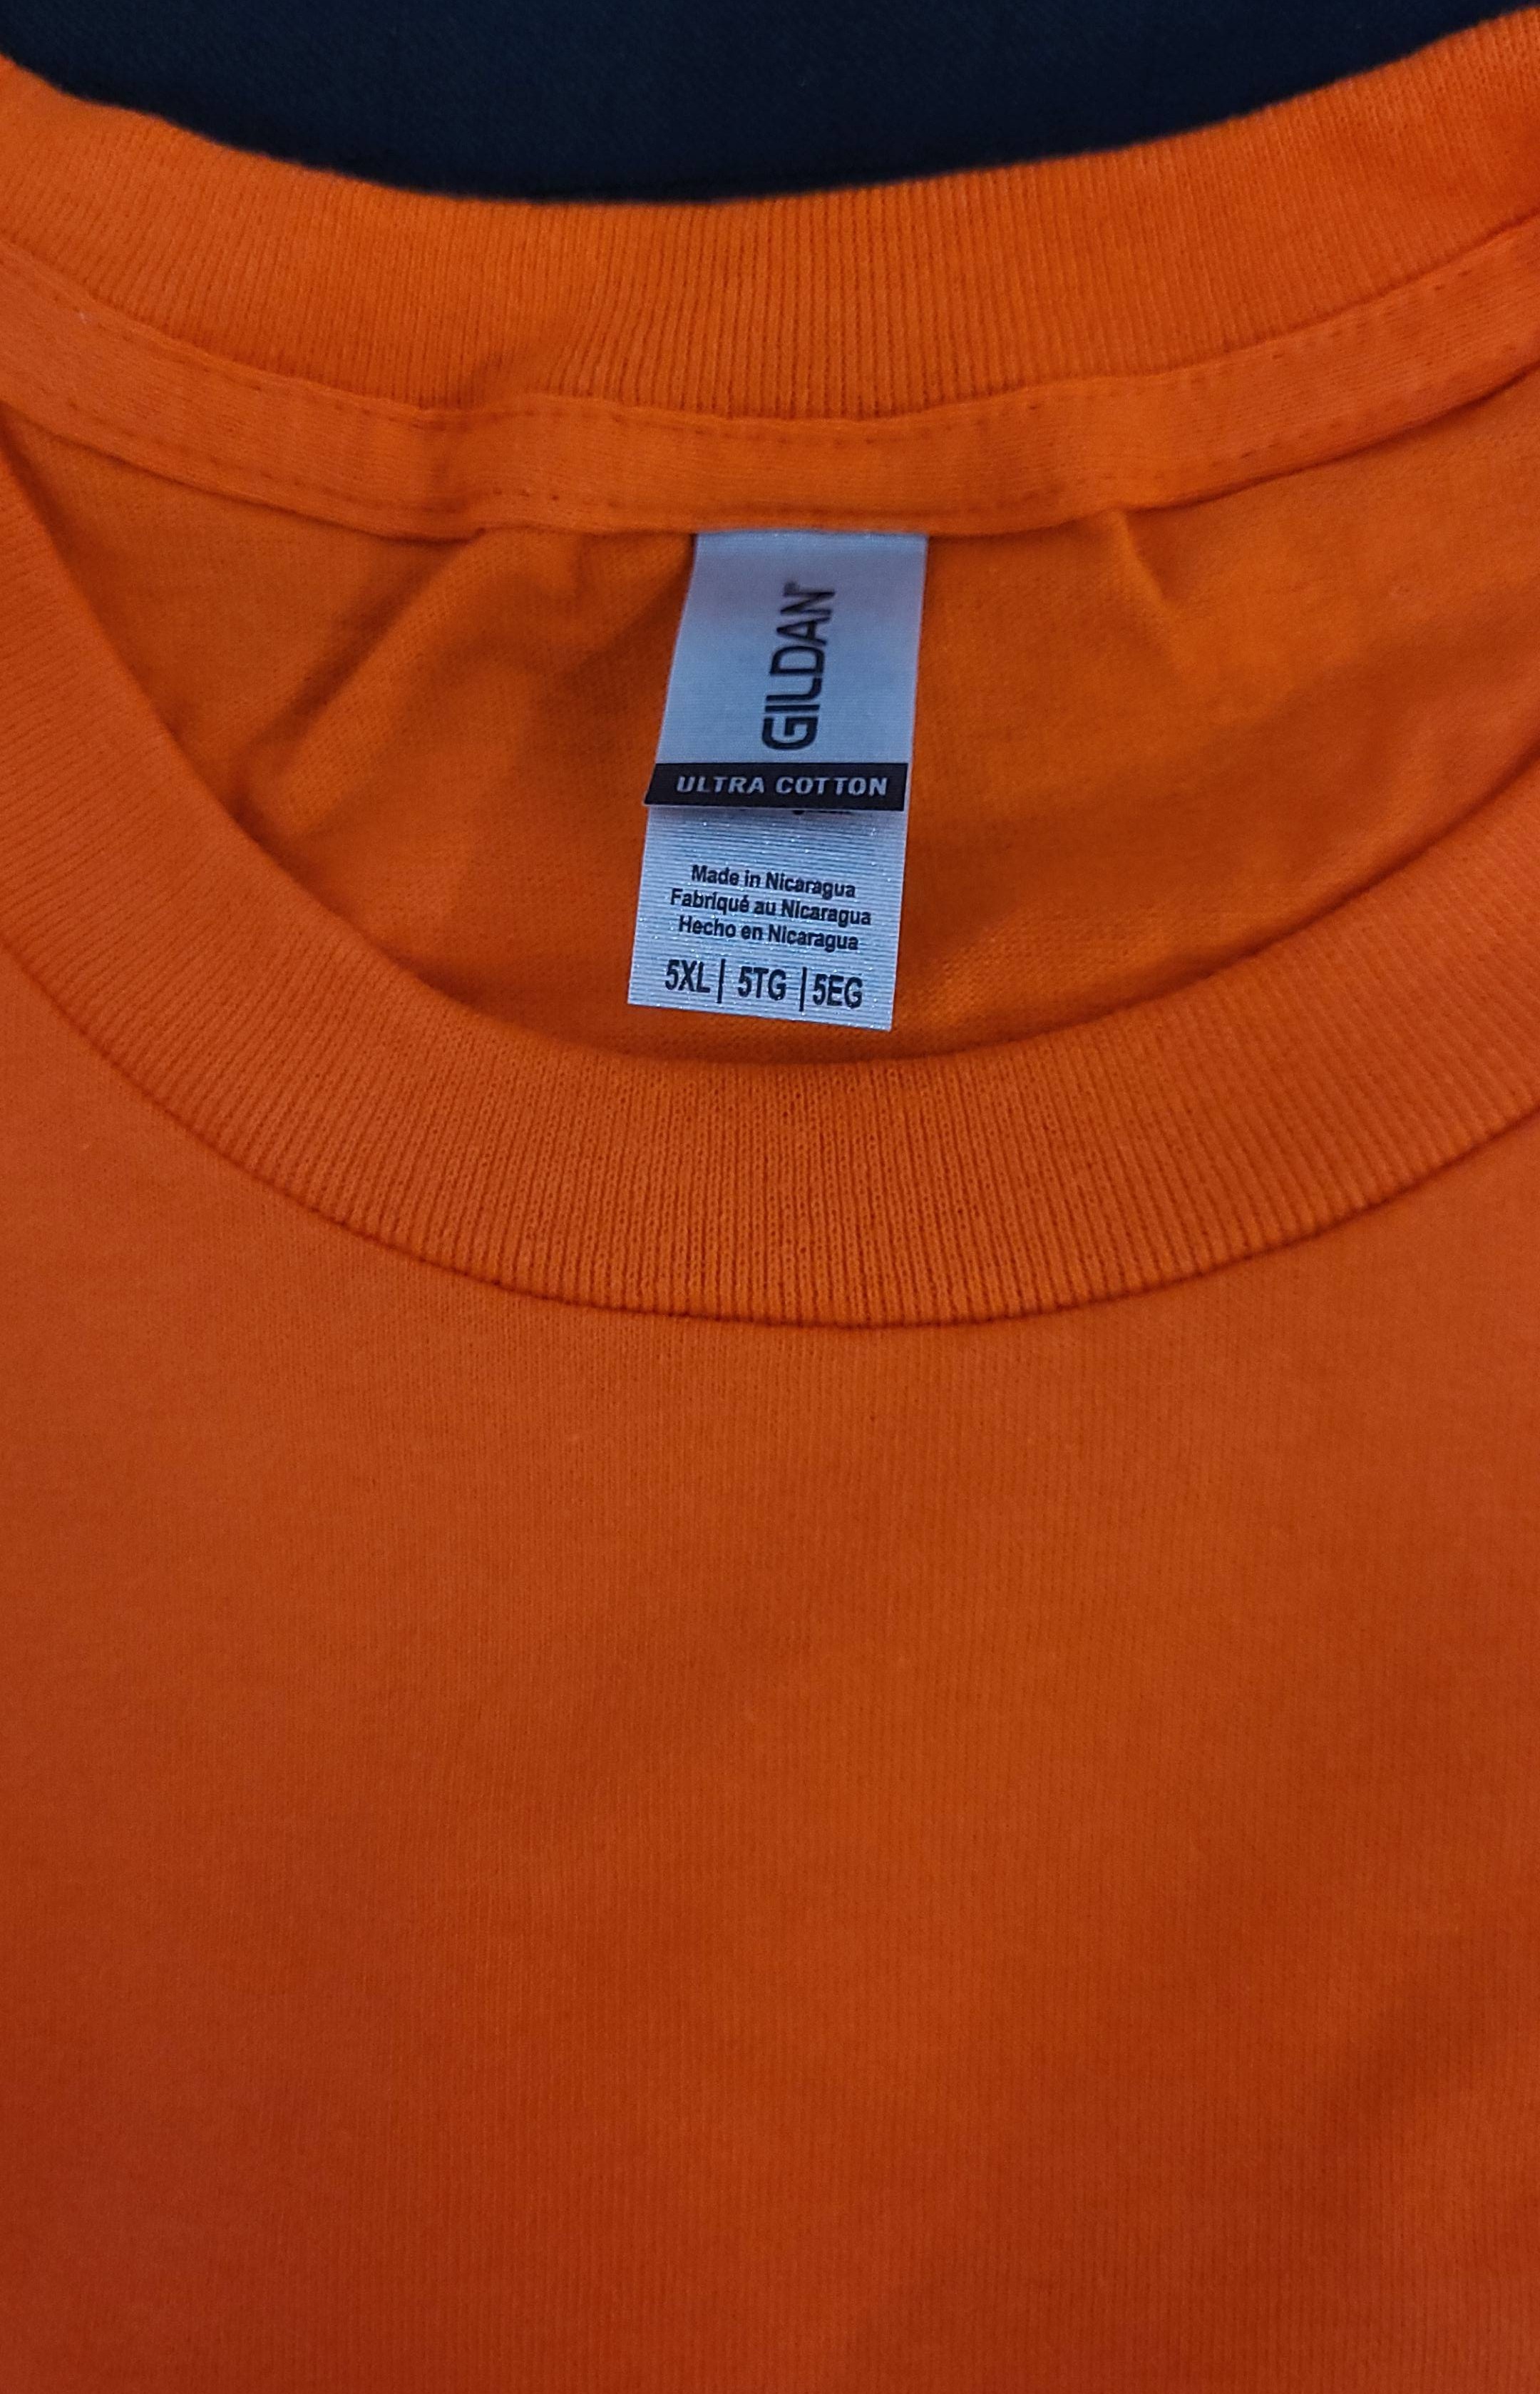 GILDAN
ULTRA COTTON
Made in Nicaragua
Fabriqué au Nicaragua
Hecho en Nicaragua
5XL | 5TG | 5EG